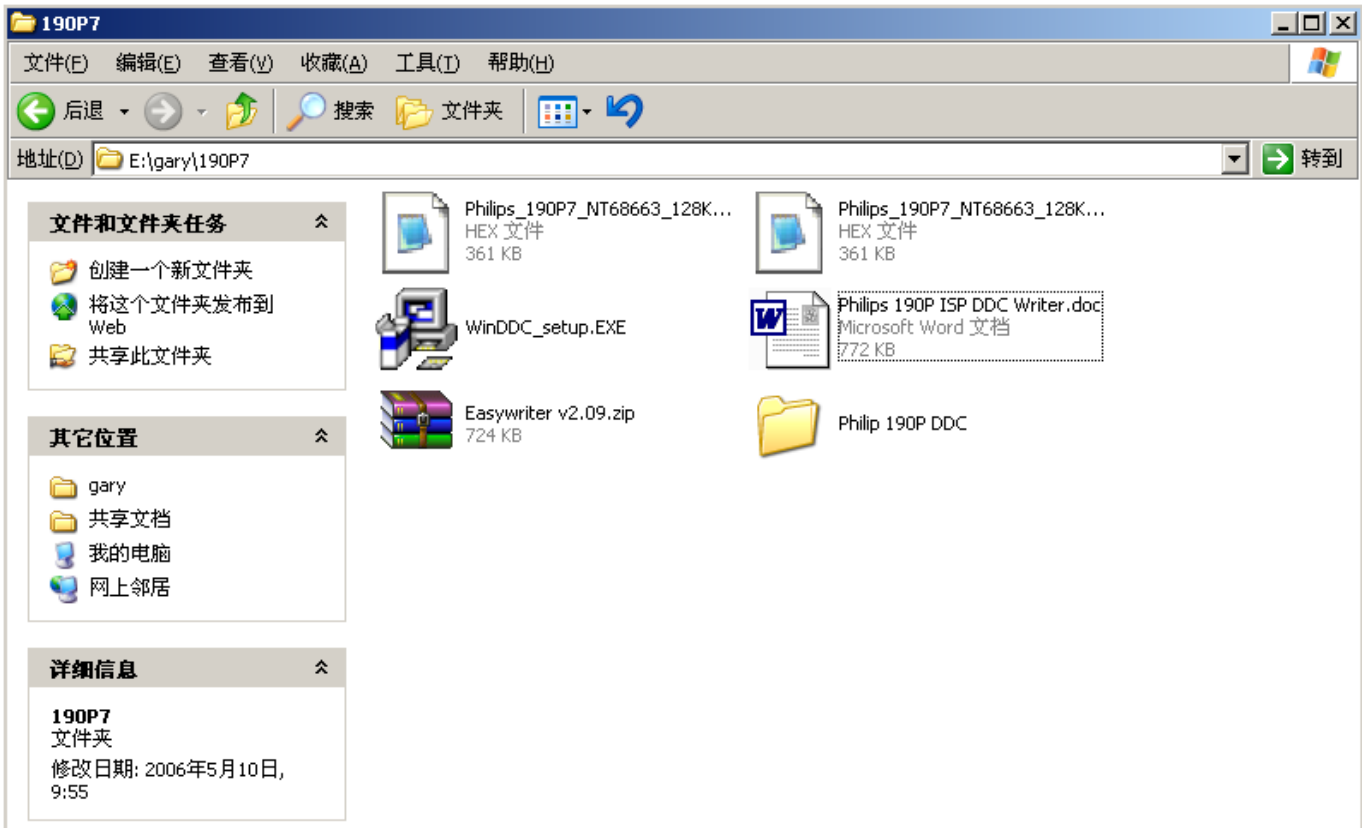 190P7
文件(F) 编辑(E) 查看(V) 收藏(A) 工具(T) 帮助(H)
后退 搜索 文件夹
地址(D) E:\gary\190P7 转到
文件和文件夹任务
创建一个新文件夹
将这个文件夹发布到
Web
共享此文件夹
其它位置
gary
共享文档
我的电脑
网上邻居
详细信息
190P7
文件夹
修改日期: 2006年5月10日,
9:55
Philips_190P7_NT68663_128K...
HEX 文件
361 KB
Philips_190P7_NT68663_128K...
HEX 文件
361 KB
WinDDC_setup.EXE
Philips 190P ISP DDC Writer.doc
Microsoft Word 文档
772 KB
Easywriter v2.09.zip
724 KB
Philip 190P DDC